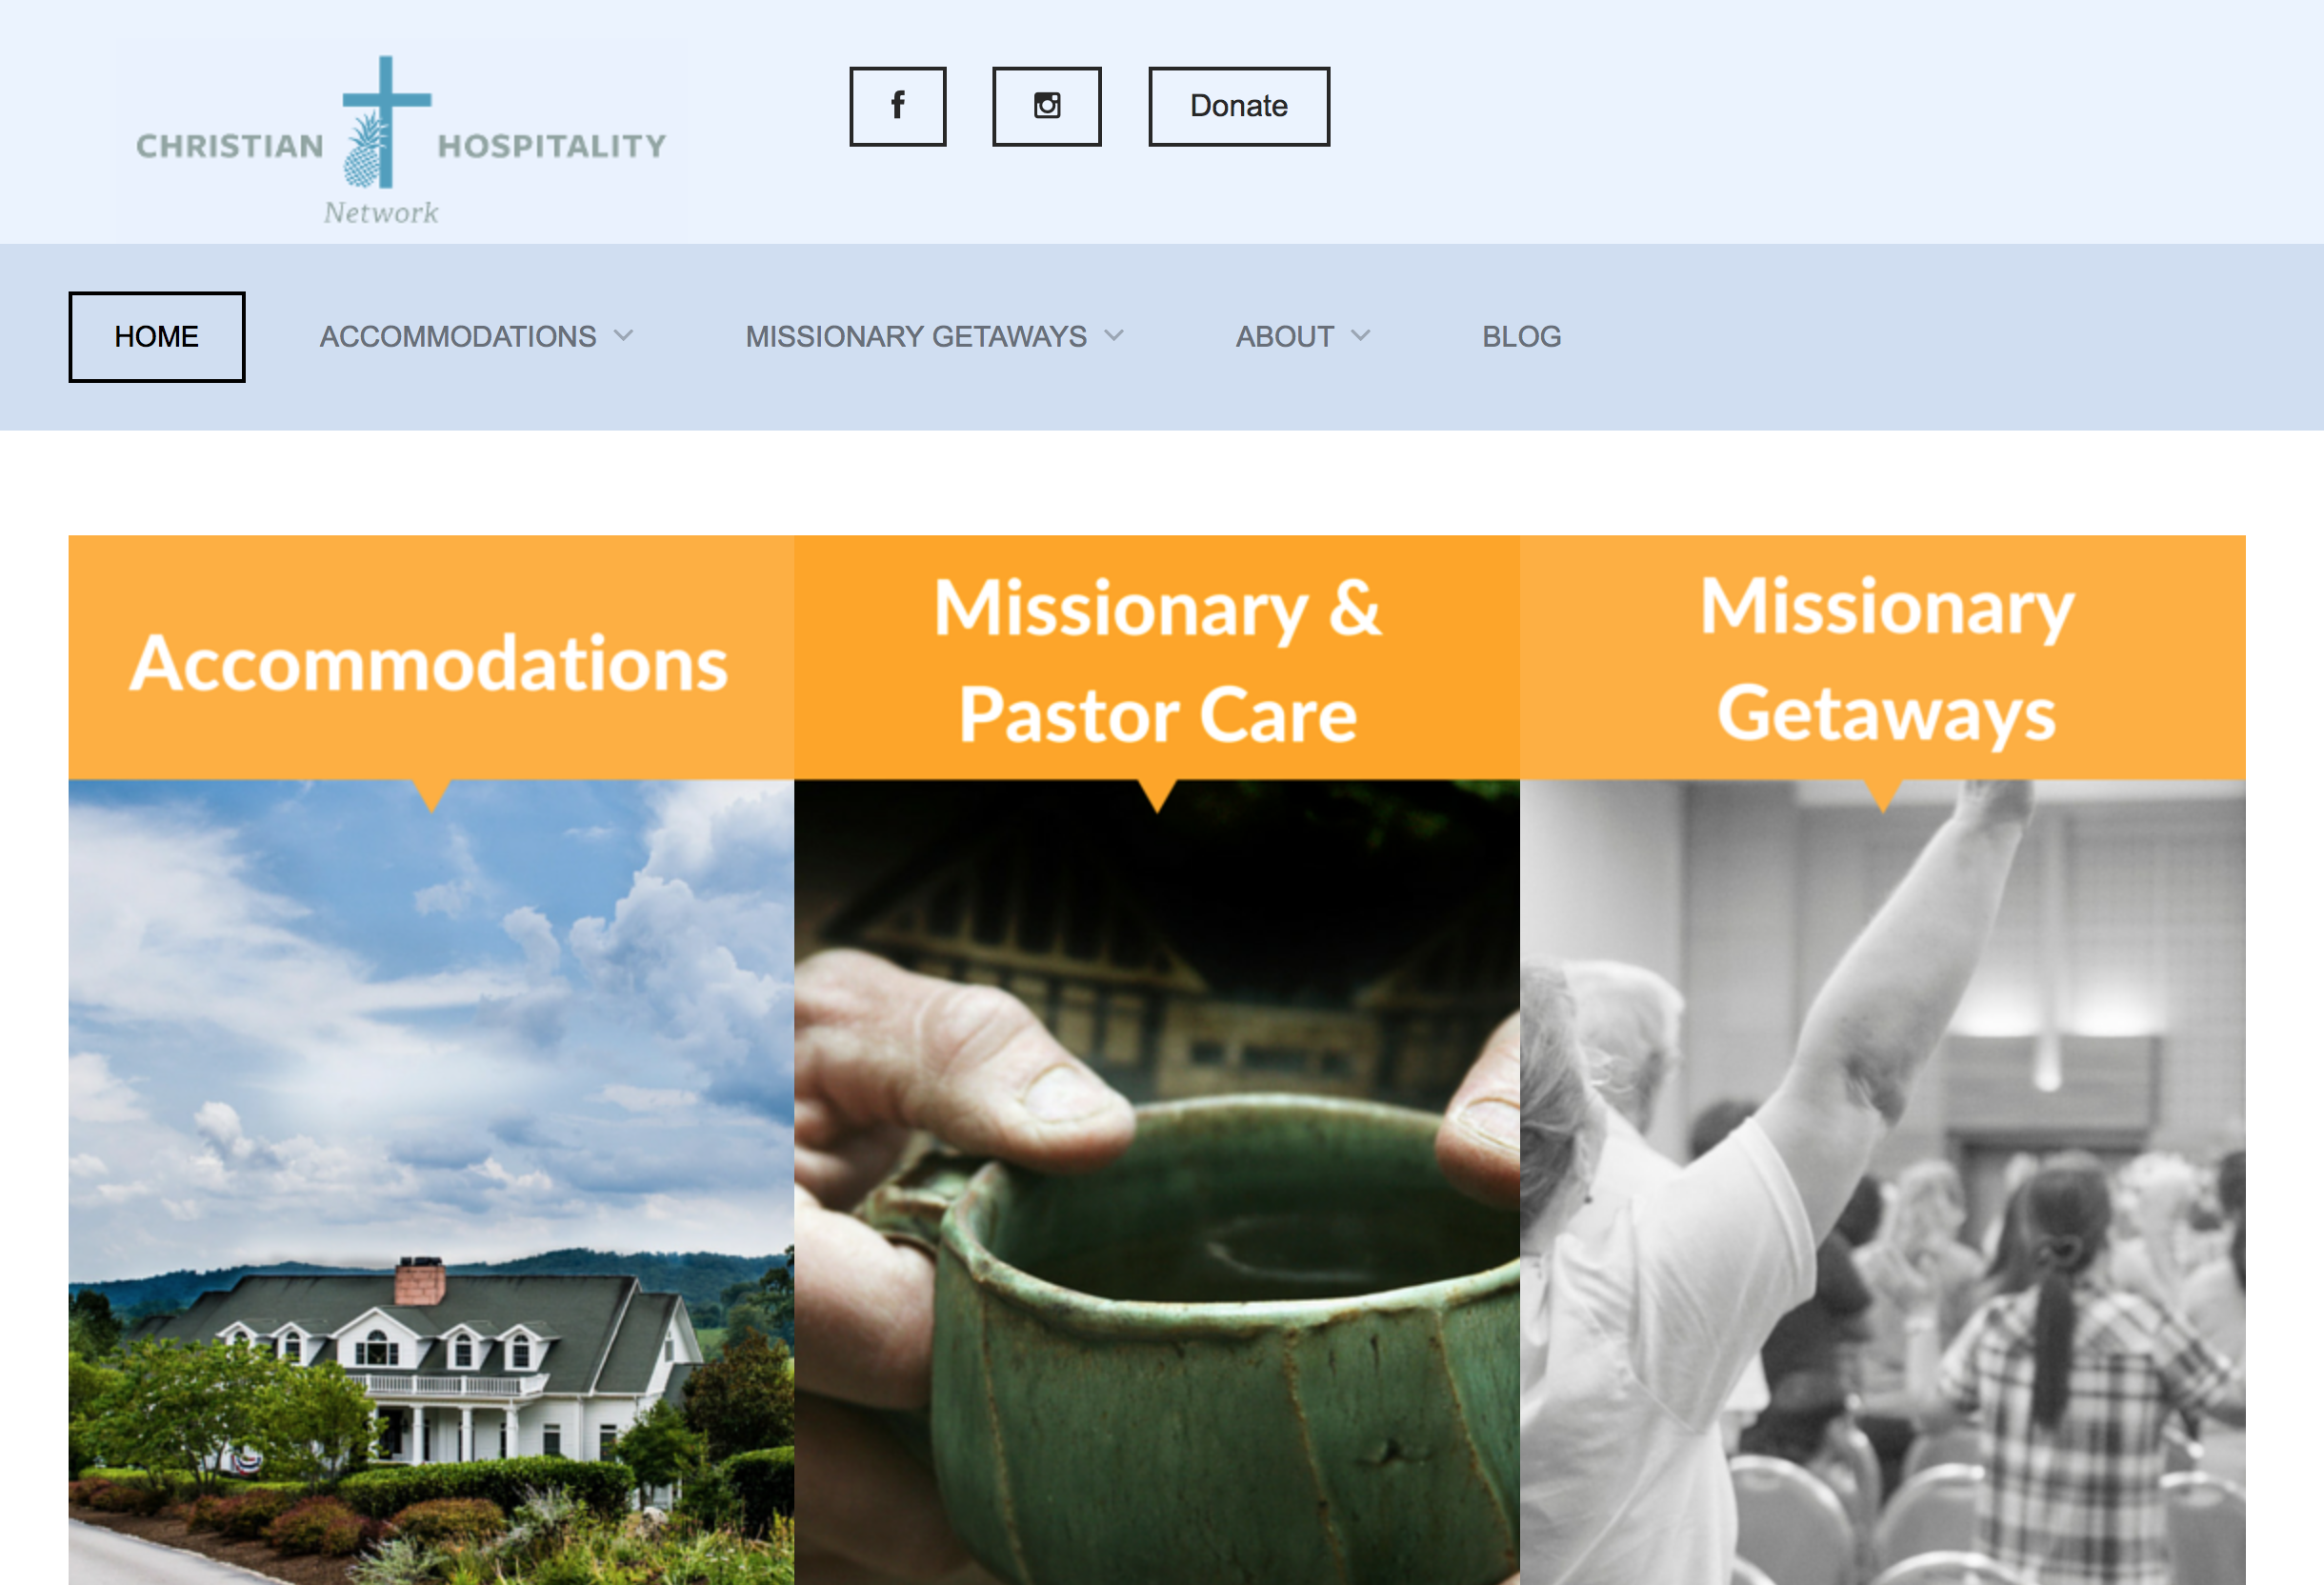 CHRISTIAN HOSPITALITY
Network
Donate
HOME ACCOMMODATIONS MISSIONARY GETAWAYS ABOUT BLOG
Accommodations
Missionary &
Pastor Care
Missionary
Getaways